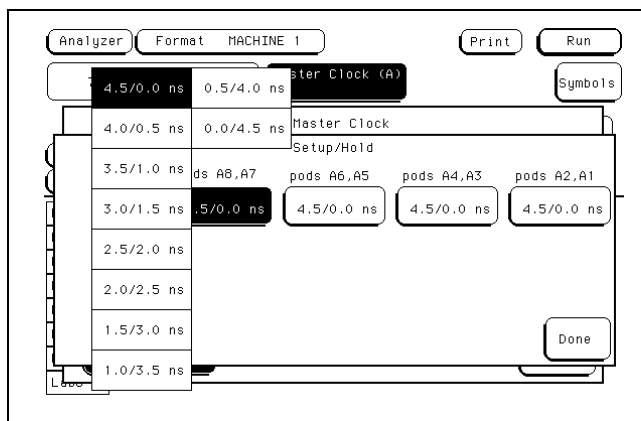 Analyzer Format MACHINE 1 Print Run
Master Clock (A) Symbols
4.5/0.0 ns 0.5/4.0 ns
4.0/0.5 ns 0.0/4.5 ns Master Clock
Setup/Hold
3.5/1.0 ns pods A8,A7 pods A6,A5 pods A4,A3 pods A2,A1
3.0/1.5 ns .5/0.0 ns 4.5/0.0 ns 4.5/0.0 ns 4.5/0.0 ns
2.5/2.0 ns
2.0/2.5 ns
1.5/3.0 ns Done
1.0/3.5 ns